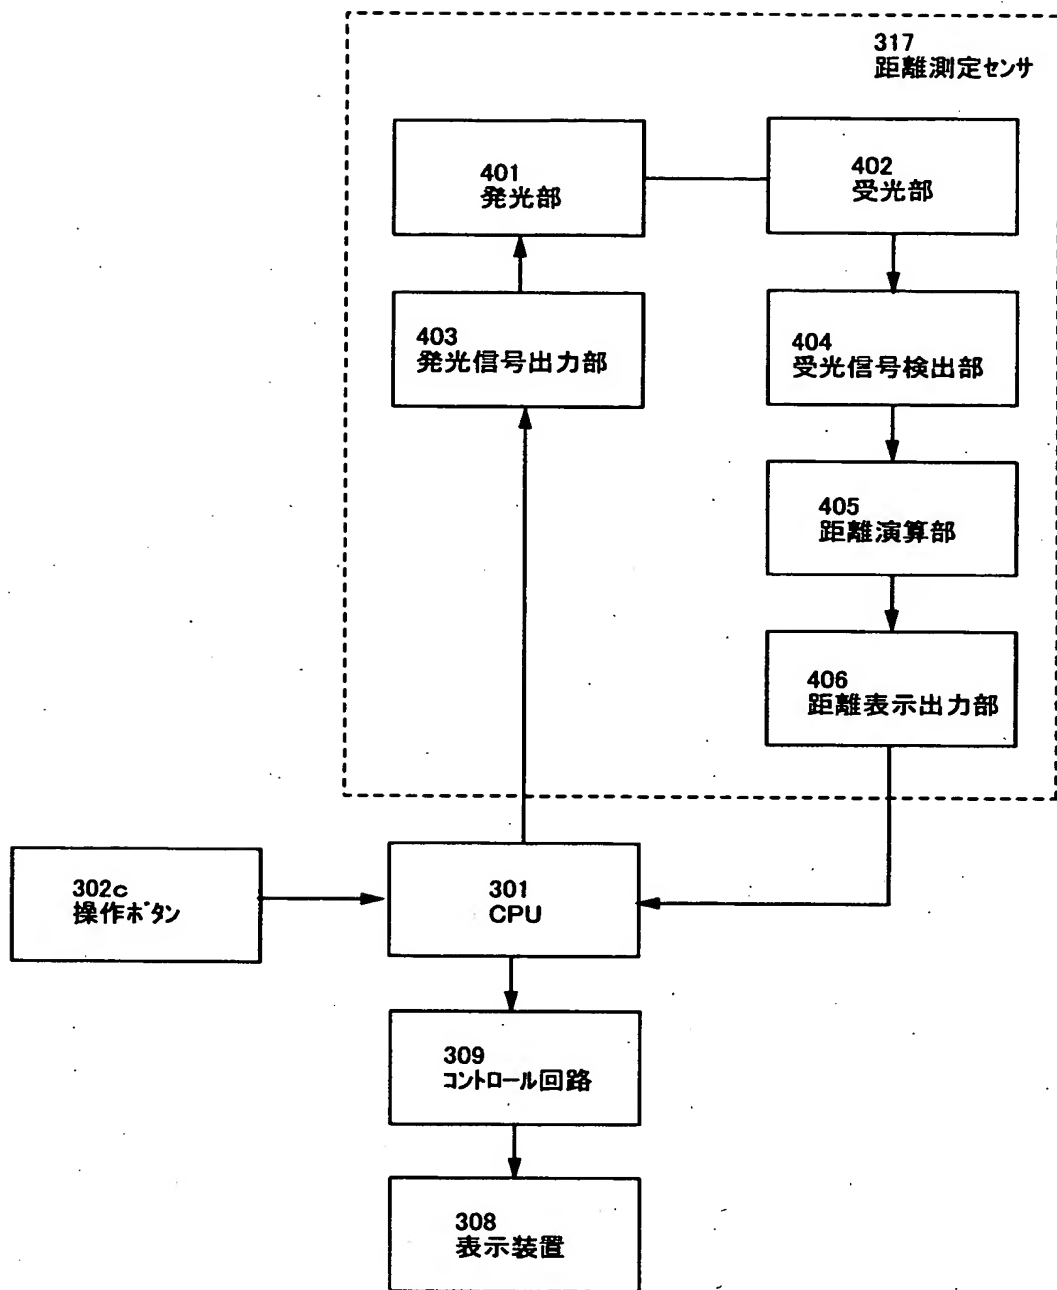 317
距離測定センサ
401
発光部
402
受光部
403
発光信号出力部
404
受光信号検出部
405
距離演算部
406
距離表示出力部
302c
操作ボタン
301
CPU
309
コントロール回路
308
表示装置